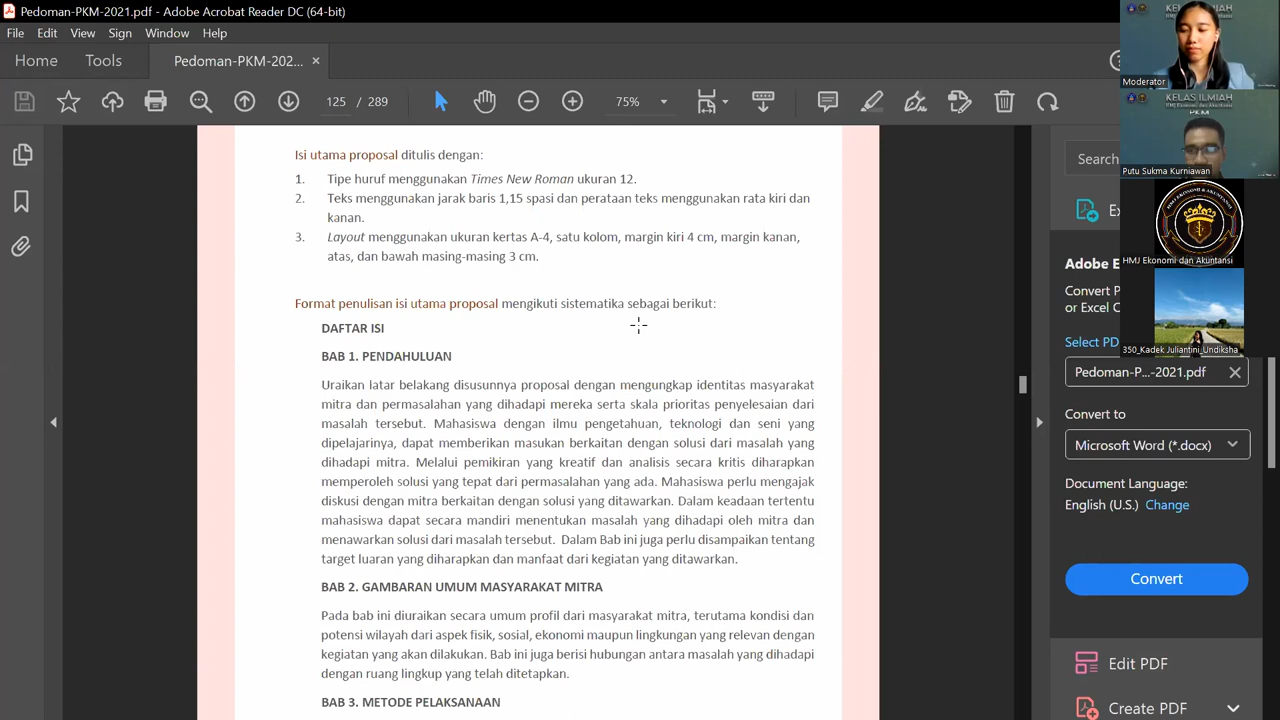 Pedoman-PKM-2021.pdf - Adobe Acrobat Reader DC (64-bit)
File Edit View Sign Window Help
Home Tools Pedoman-PKM-202... ×
125 / 289 75%
Isi utama proposal ditulis dengan:
1. Tipe huruf menggunakan Times New Roman ukuran 12.
2. Teks menggunakan jarak baris 1,15 spasi dan perataan teks menggunakan rata kiri dan
kanan.
3. Layout menggunakan ukuran kertas A-4, satu kolom, margin kiri 4 cm, margin kanan,
atas, dan bawah masing-masing 3 cm.
Format penulisan isi utama proposal mengikuti sistematika sebagai berikut:
DAFTAR ISI
BAB 1. PENDAHULUAN
Uraikan latar belakang disusunnya proposal dengan mengungkap identitas masyarakat
mitra dan permasalahan yang dihadapi mereka serta skala prioritas penyelesaian dari
masalah tersebut. Mahasiswa dengan ilmu pengetahuan, teknologi dan seni yang
dipelajarinya, dapat memberikan masukan berkaitan dengan solusi dari masalah yang
dihadapi mitra. Melalui pemikiran yang kreatif dan analisis secara kritis diharapkan
memperoleh solusi yang tepat dari permasalahan yang ada. Mahasiswa perlu mengajak
diskusi dengan mitra berkaitan dengan solusi yang ditawarkan. Dalam keadaan tertentu
mahasiswa dapat secara mandiri menentukan masalah yang dihadapi oleh mitra dan
menawarkan solusi dari masalah tersebut. Dalam Bab ini juga perlu disampaikan tentang
target luaran yang diharapkan dan manfaat dari kegiatan yang ditawarkan.
BAB 2. GAMBARAN UMUM MASYARAKAT MITRA
Pada bab ini diuraikan secara umum profil dari masyarakat mitra, terutama kondisi dan
potensi wilayah dari aspek fisik, sosial, ekonomi maupun lingkungan yang relevan dengan
kegiatan yang akan dilakukan. Bab ini juga berisi hubungan antara masalah yang dihadapi
dengan ruang lingkup yang telah ditetapkan.
BAB 3. METODE PELAKSANAAN
Search
Ex
Adobe E
Convert P
or Excel O
Select PD
Pedoman-P...-2021.pdf
Convert to
Microsoft Word (*.docx)
Document Language:
English (U.S.) Change
Convert
Edit PDF
Create PDF
KELAS ILMIAH
Moderator
KELAS ILMIAH
HMJ Ekonomi dan Akuntansi
PKM
Putu Sukma Kurniawan
HMJ Ekonomi dan Akuntansi
350_Kadek Juliantini_Undiksha